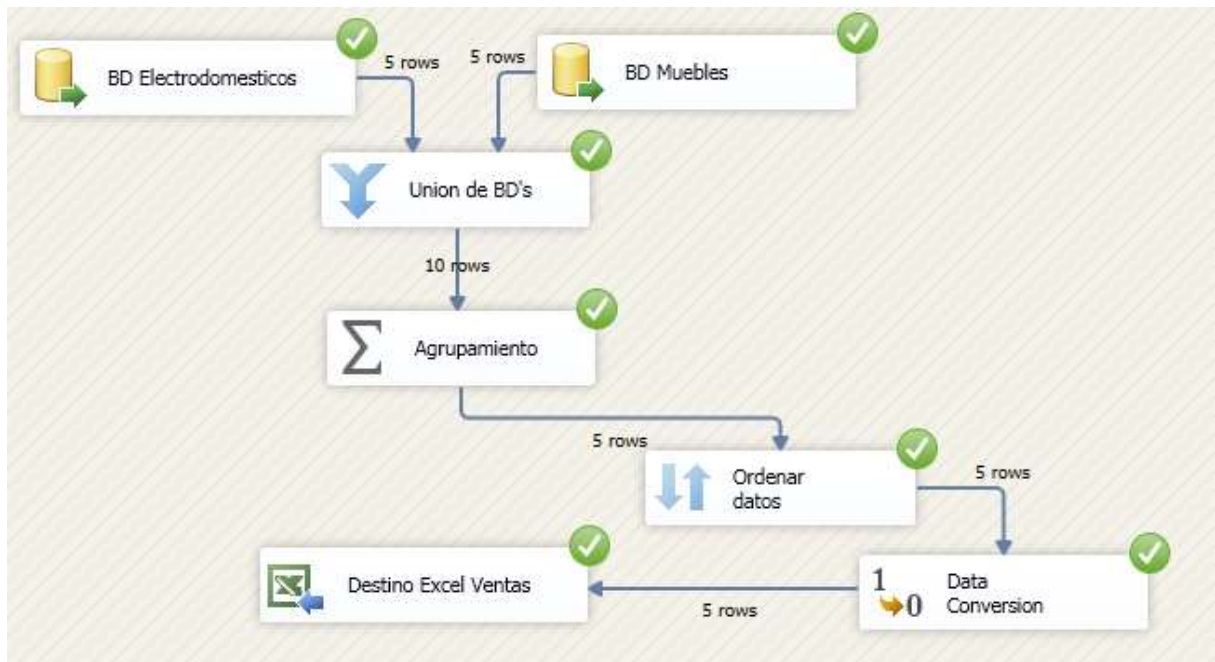 BD Electrodomesticos
5 rows
5 rows
BD Muebles
Union de BD's
10 rows
Agrupamiento
5 rows
Ordenar
datos
5 rows
Destino Excel Ventas
5 rows
1
0
Data
Conversion